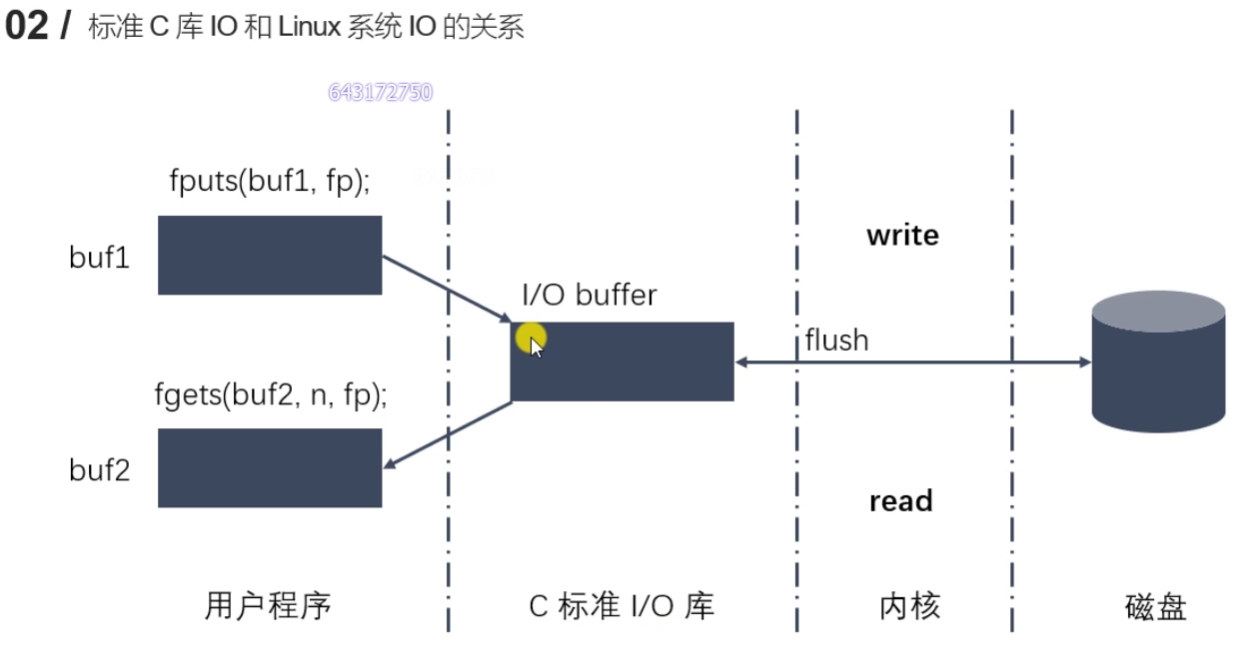 02 / 标准 C 库 IO 和 Linux 系统 IO 的关系
643172750
fputs(buf1, fp);
buf1
write
I/O buffer
flush
fgets(buf2, n, fp);
buf2
read
用户程序
C 标准 I/O 库
内核
磁盘